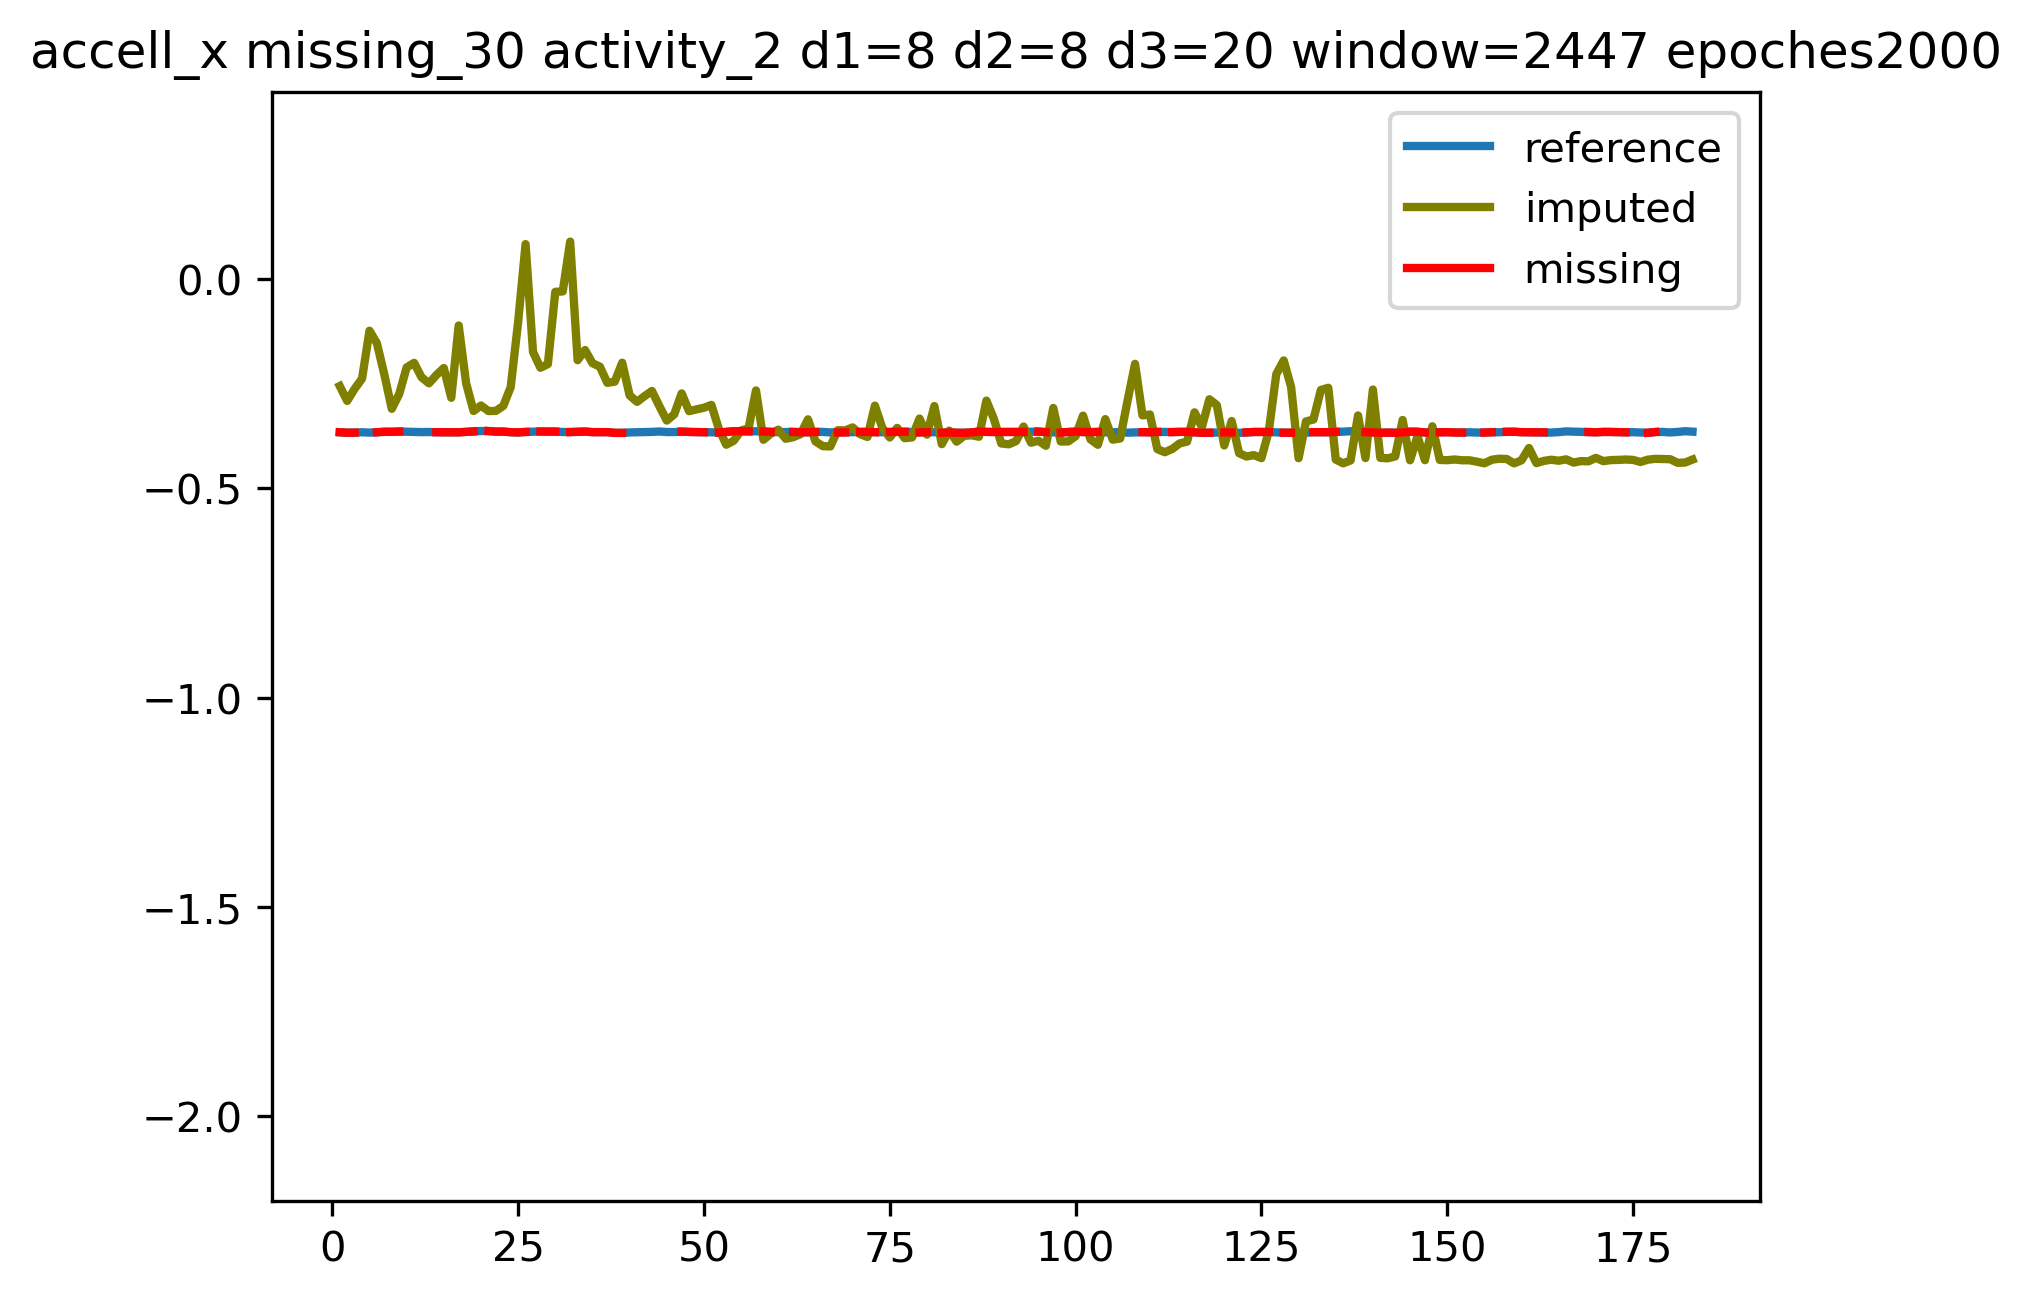 accell_x missing_30 activity_2 d1=8 d2=8 d3=20 window=2447 epoches2000
reference
imputed
missing
0.0
−0.5
−1.0
−1.5
−2.0
0 25 50 75 100 125 150 175